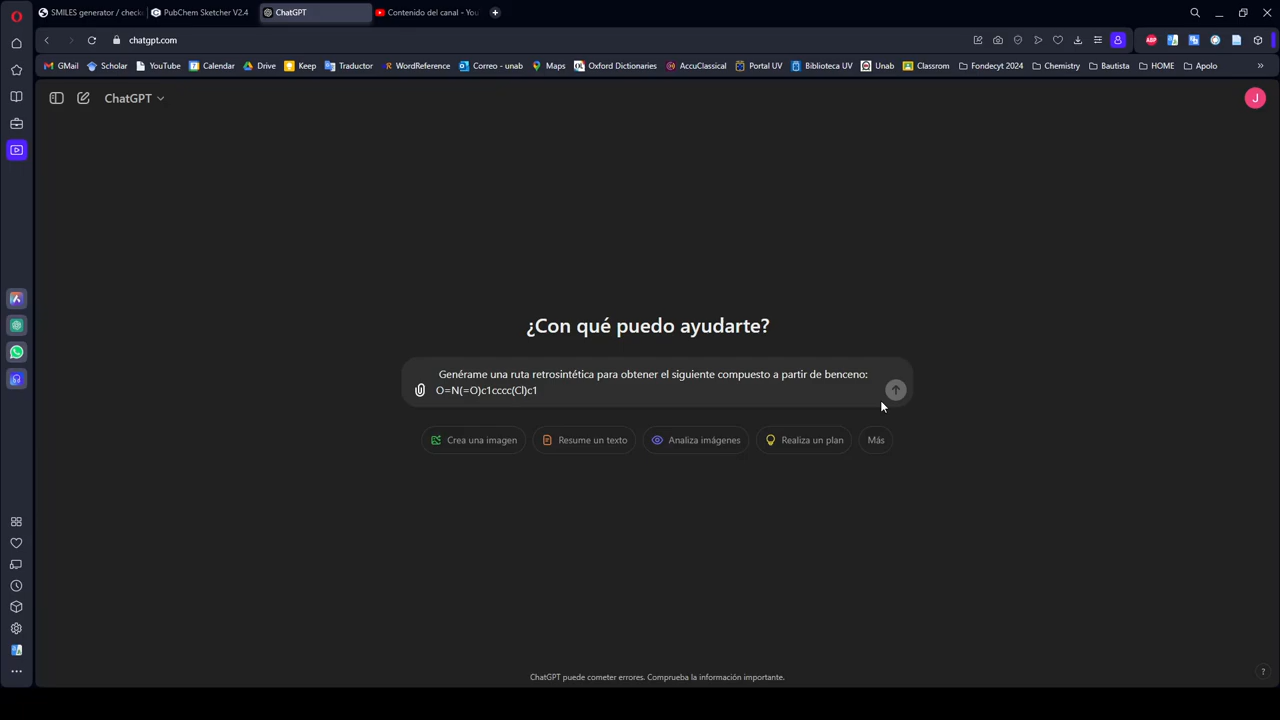 SMILES generator / check
PubChem Sketcher V2.4
ChatGPT
Contenido del canal - You
chatgpt.com
ABP
GMail
Scholar
YouTube
Calendar
Drive
Keep
Traductor
WordReference
Correo - unab
Maps
Oxford Dictionaries
AccuClassical
Portal UV
Biblioteca UV
Unab
Classrom
Fondecyt 2024
Chemistry
Bautista
HOME
Apolo
ChatGPT
J
¿Con qué puedo ayudarte?
Genérame una ruta retrosintética para obtener el siguiente compuesto a partir de benceno:
O=N(=O)c1cccc(Cl)c1
Crea una imagen
Resume un texto
Analiza imágenes
Realiza un plan
Más
ChatGPT puede cometer errores. Comprueba la información importante.
?